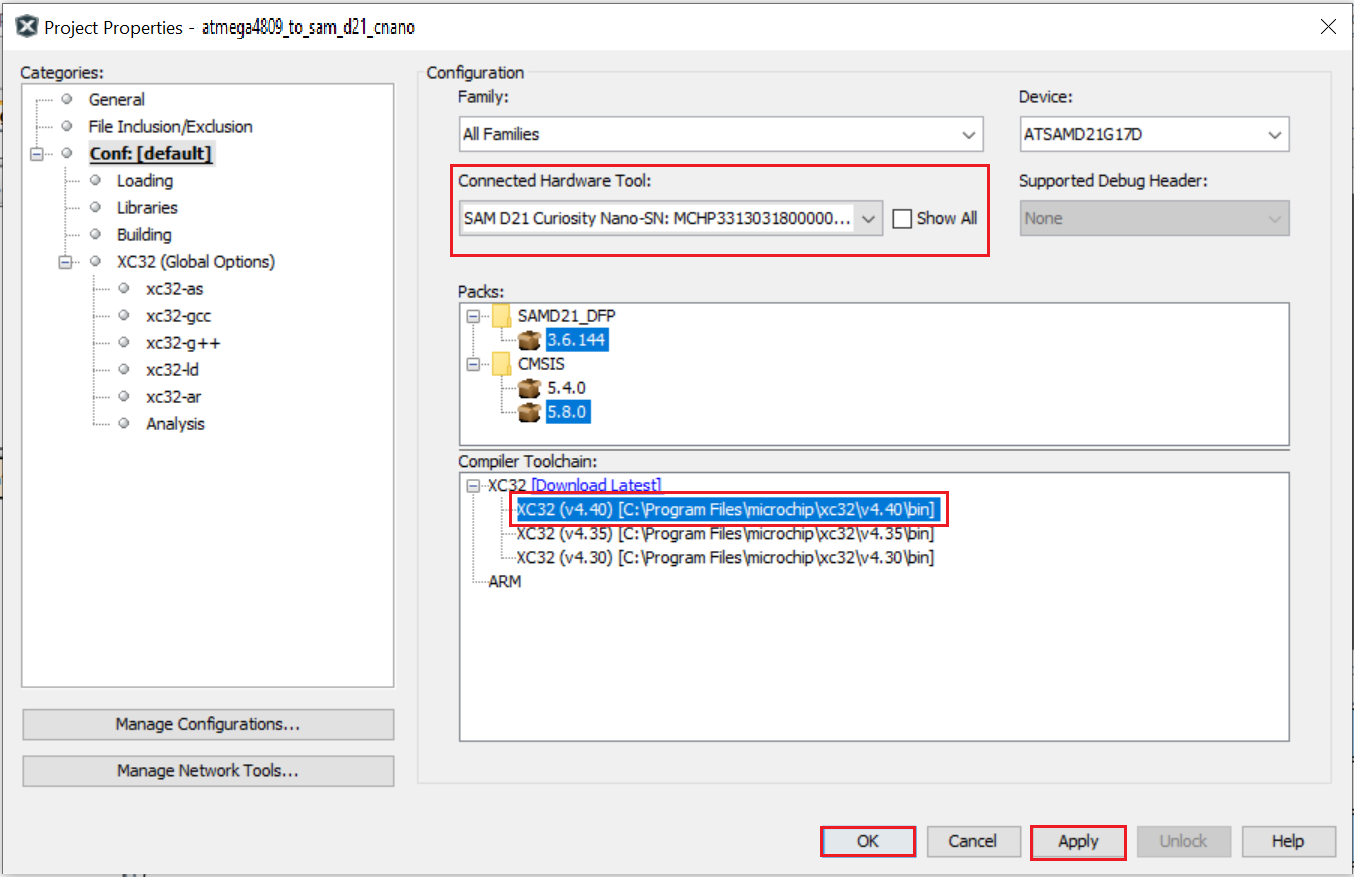 Project Properties - atmega4809_to_sam_d21_cnano
Categories:
General
File Inclusion/Exclusion
Conf: [default]
Loading
Libraries
Building
XC32 (Global Options)
xc32-as
xc32-gcc
xc32-g++
xc32-ld
xc32-ar
Analysis
Manage Configurations...
Manage Network Tools...
Configuration
Family:
All Families
Device:
ATSAMD21G17D
Connected Hardware Tool:
SAM D21 Curiosity Nano-SN: MCHP3313031800000...
Show All
Supported Debug Header:
None
Packs:
SAMD21_DFP
3.6.144
CMSIS
5.4.0
5.8.0
Compiler Toolchain:
XC32 [Download Latest]
XC32 (v4.40) [C:\Program Files\microchip\xc32\v4.40\bin]
XC32 (v4.35) [C:\Program Files\microchip\xc32\v4.35\bin]
XC32 (v4.30) [C:\Program Files\microchip\xc32\v4.30\bin]
ARM
OK
Cancel
Apply
Unlock
Help